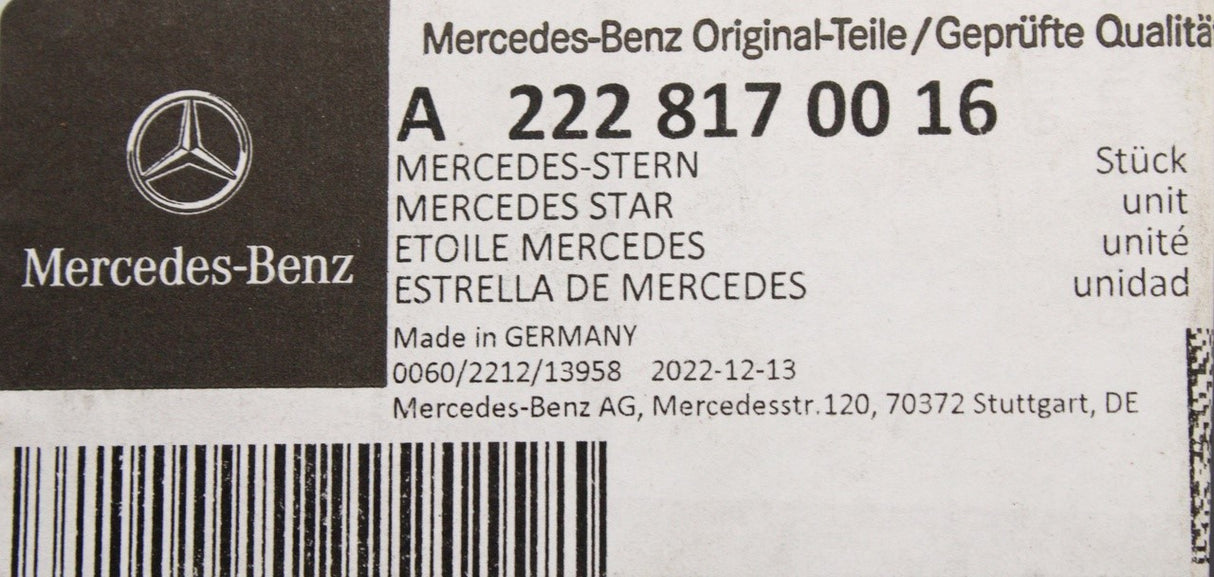 Mercedes-Benz Original-Teile/Geprüfte Qualitä
A 222 817 00 16
MERCEDES-STERN Stück
MERCEDES STAR unit
ETOILE MERCEDES unité
ESTRELLA DE MERCEDES unidad
Mercedes-Benz
Made in GERMANY
0060/2212/13958 2022-12-13
Mercedes-Benz AG, Mercedesstr.120, 70372 Stuttgart, DE